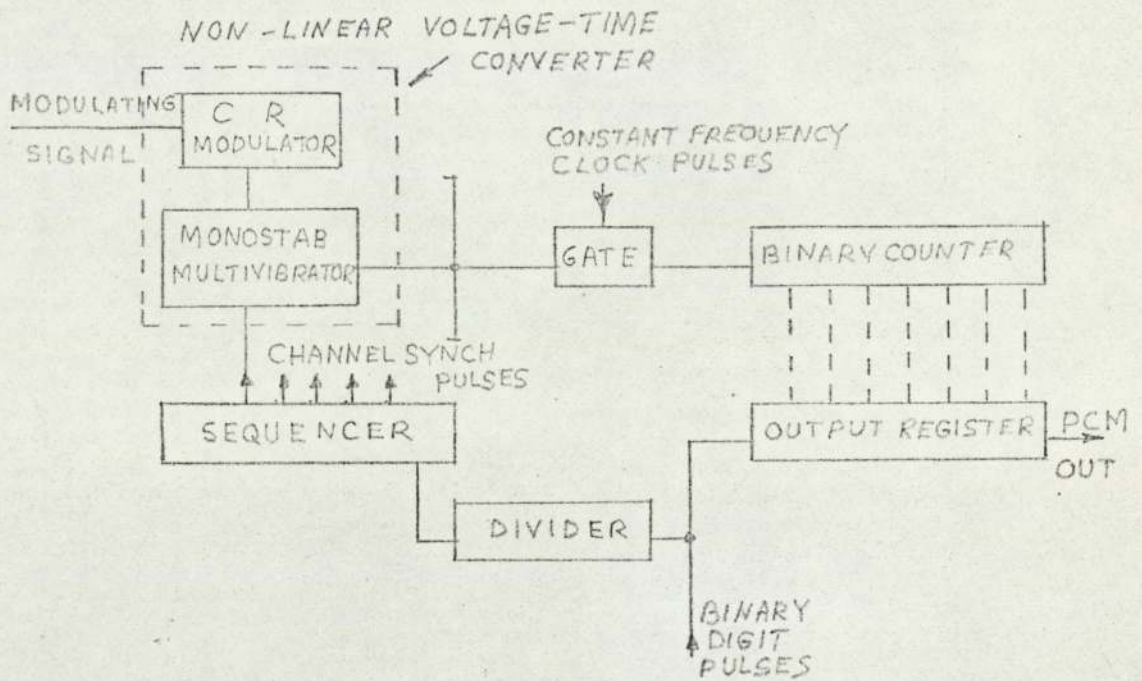 NON-LINEAR VOLTAGE-TIME
CONVERTER
MODULATING
SIGNAL
C R
MODULATOR
CONSTANT FREQUENCY
CLOCK PULSES
MONOSTAB
MULTIVIBRATOR
GATE
BINARY COUNTER
CHANNEL SYNCH
PULSES
SEQUENCER
OUTPUT REGISTER
PCM
OUT
DIVIDER
BINARY
DIGIT
PULSES